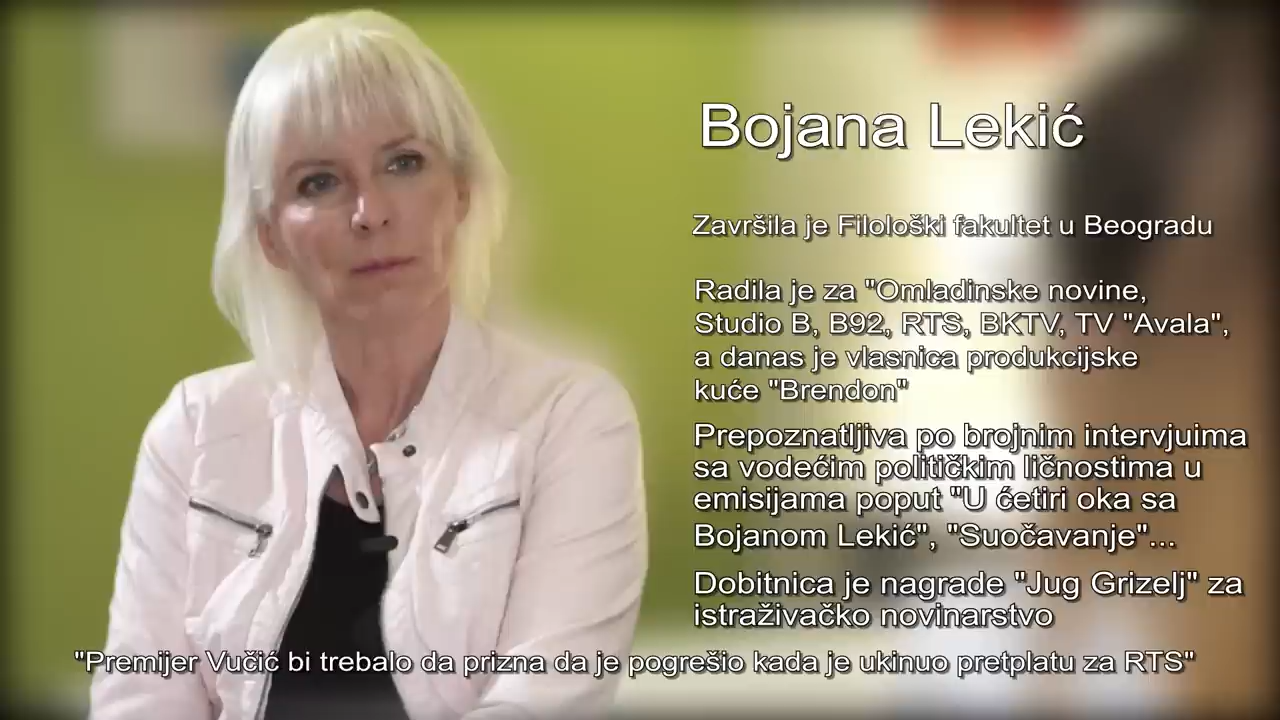 Bojana Lekić
Završila je Filološki fakultet u Beogradu
Radila je za "Omladinske novine,
Studio B, B92, RTS, BKTV, TV "Avala",
a danas je vlasnica produkcijske
kuće "Brendon"
Prepoznatljiva po brojnim intervjuima
sa vodećim političkim ličnostima u
emisijama poput "U ćetiri oka sa
Bojanom Lekić", "Suočavanje"...
Dobitnica je nagrade "Jug Grizelj" za
istraživačko novinarstvo
"Premijer Vučić bi trebalo da prizna da je pogrešio kada je ukinuo pretplatu za RTS"